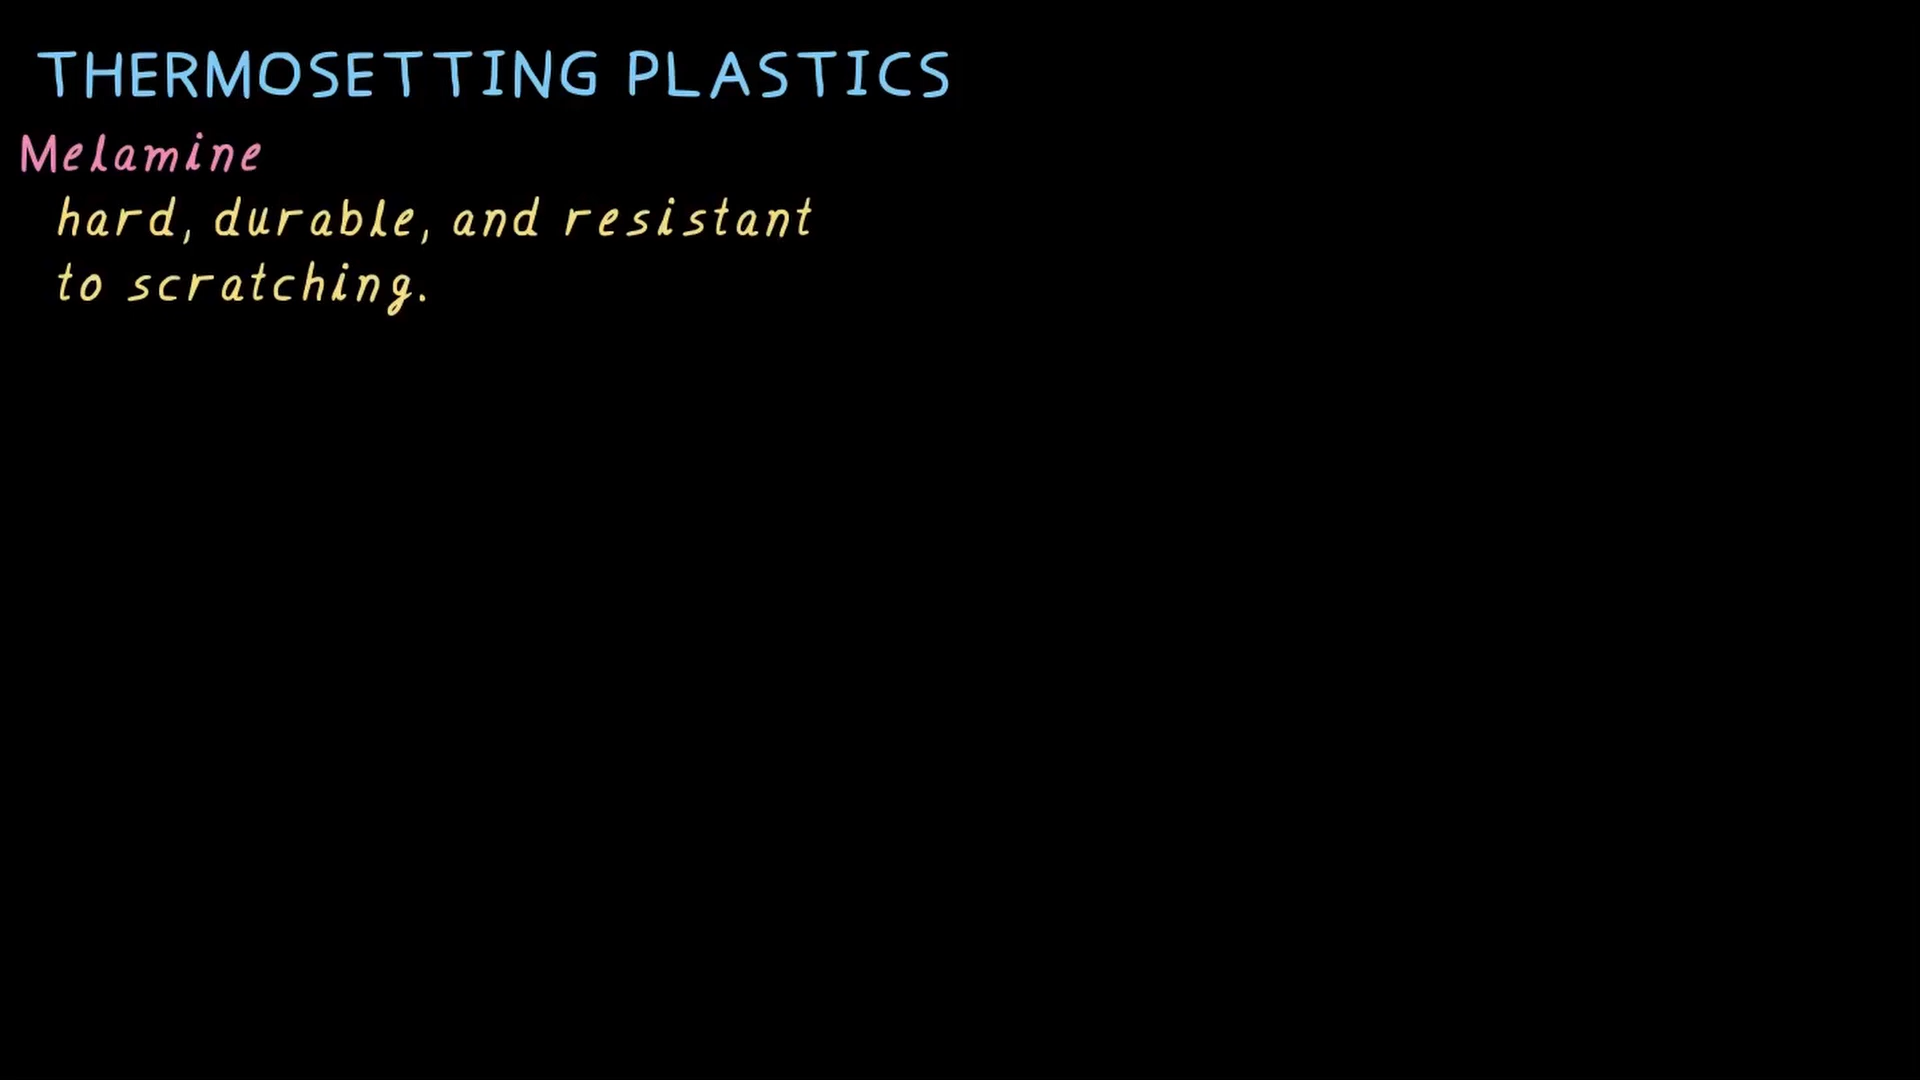 THERMOSETTING PLASTICS
Melamine
hard, durable, and resistant
to scratching.